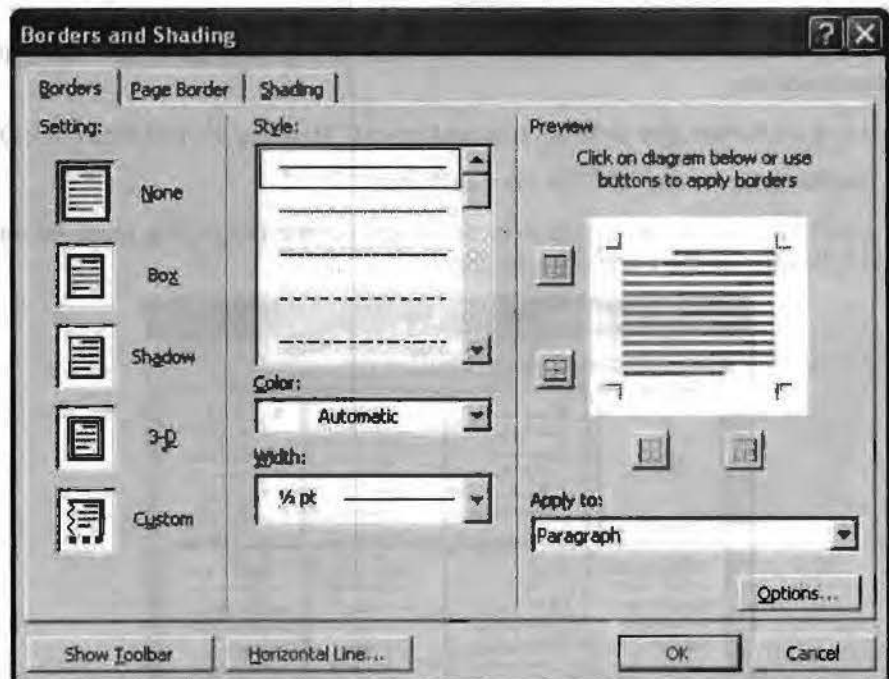 Borders and Shading
Borders
Page Border
Shading
Setting:
None
Box
Shadow
3-D
Custom
Style:
Color:
Automatic
Width:
½ pt
Preview
Click on diagram below or use
buttons to apply borders
Apply to:
Paragraph
Options...
Show Toolbar
Horizontal Line...
OK
Cancel